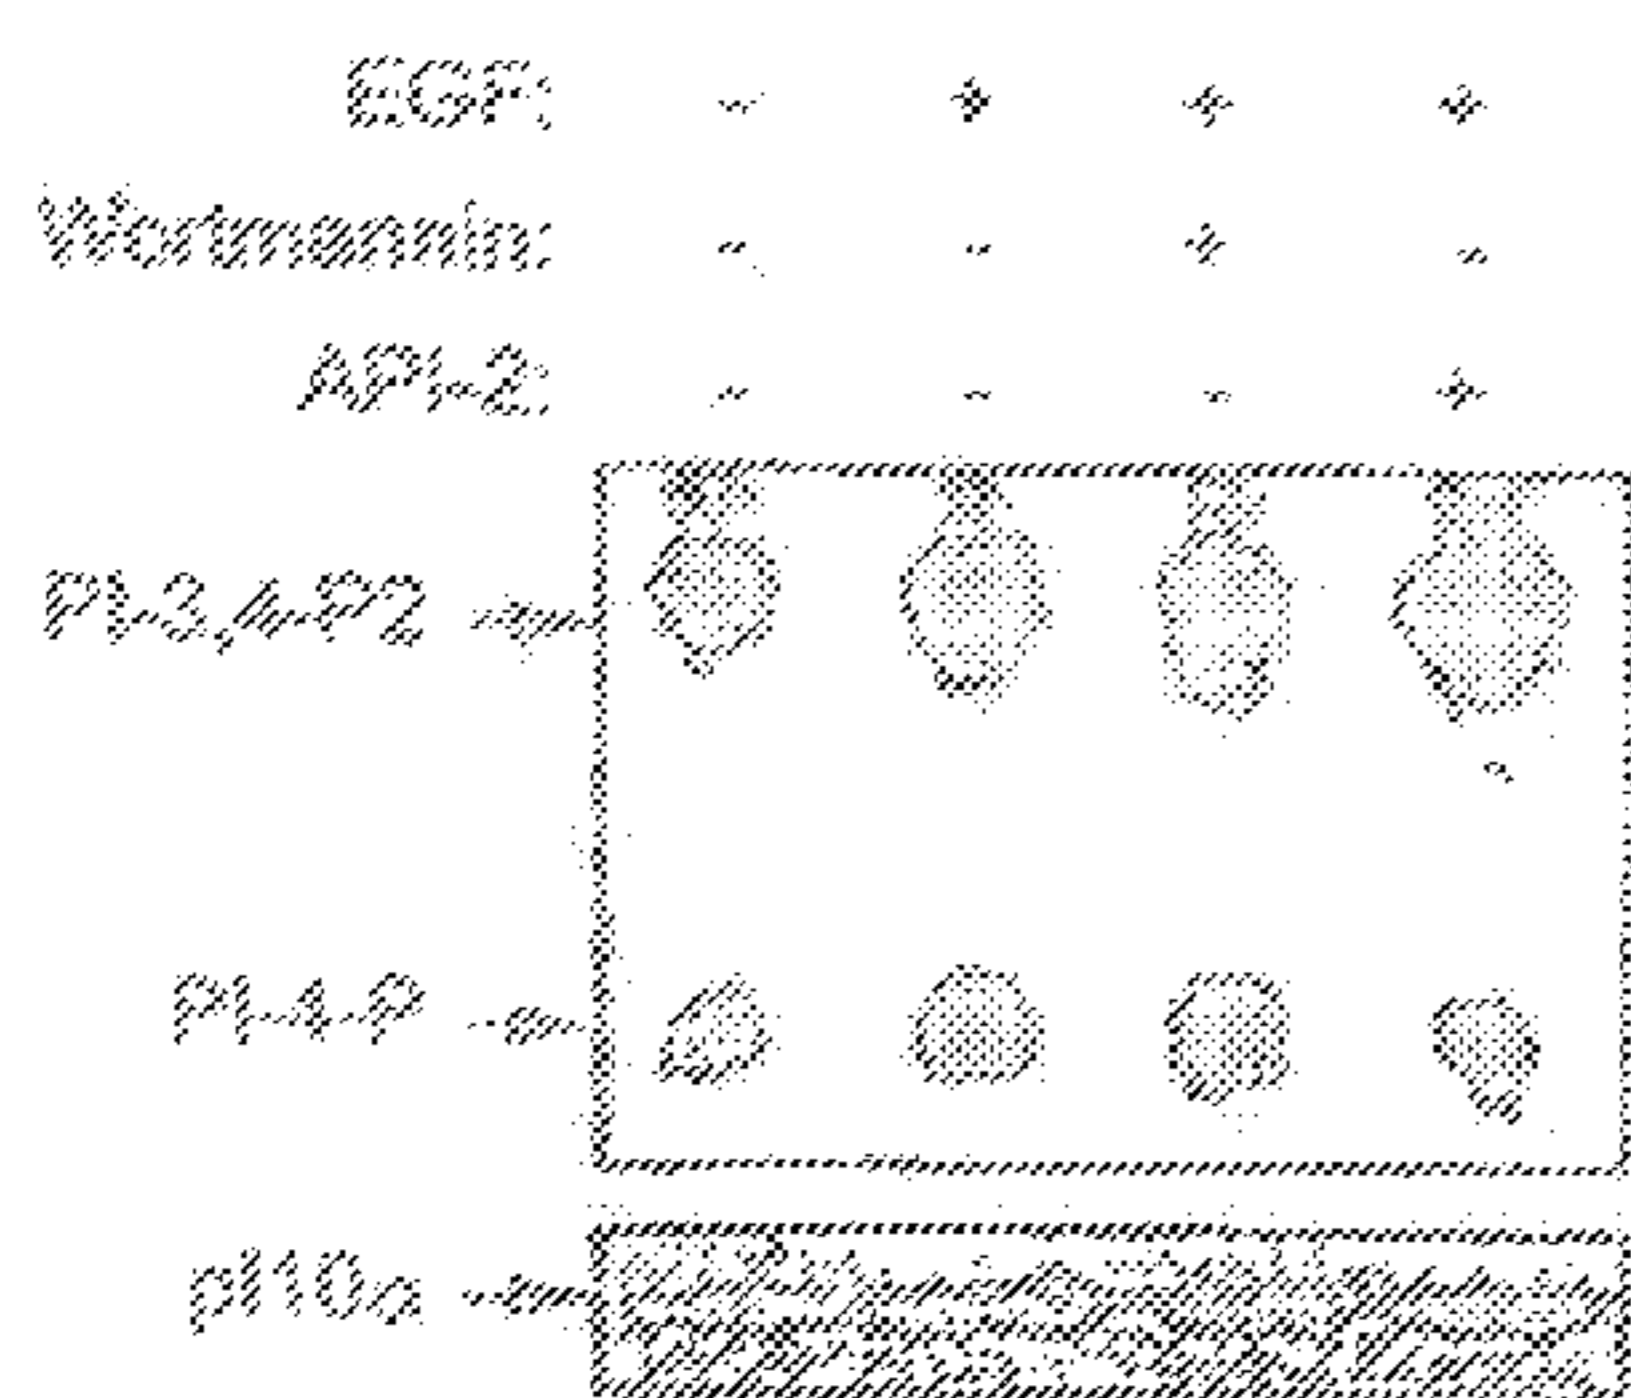 EGF: - + + +
Wortmannin: - - + -
API-2: - - - +
PI-3,4-P2
PI-4-P
p110α